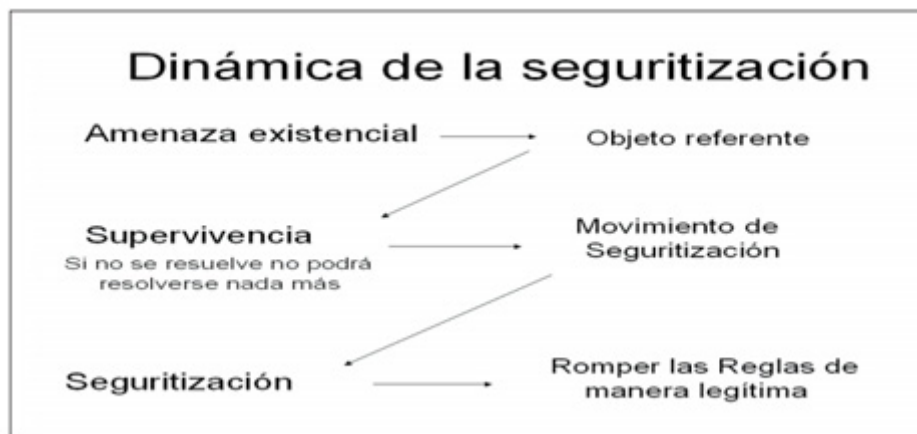 Dinámica de la seguritización
Amenaza existencial
Objeto referente
Supervivencia
Si no se resuelve no podrá
resolverse nada más
Movimiento de
Seguritización
Seguritización
Romper las Reglas de
manera legítima